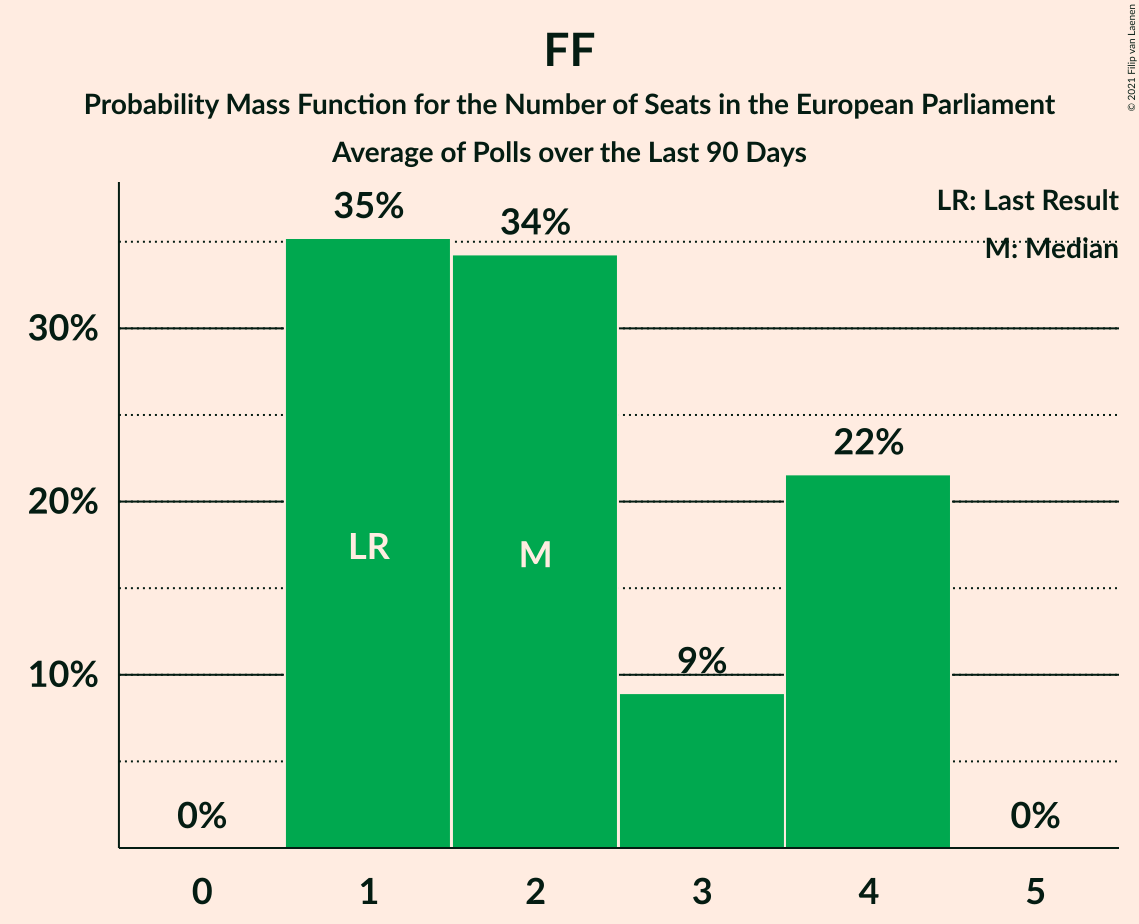 FF
Probability Mass Function for the Number of Seats in the European Parliament
Average of Polls over the Last 90 Days
© 2021 Filip van Laenen
LR: Last Result
M: Median
35%
34%
30%
22%
20%
LR
M
9%
10%
0%
0%
0 1 2 3 4 5